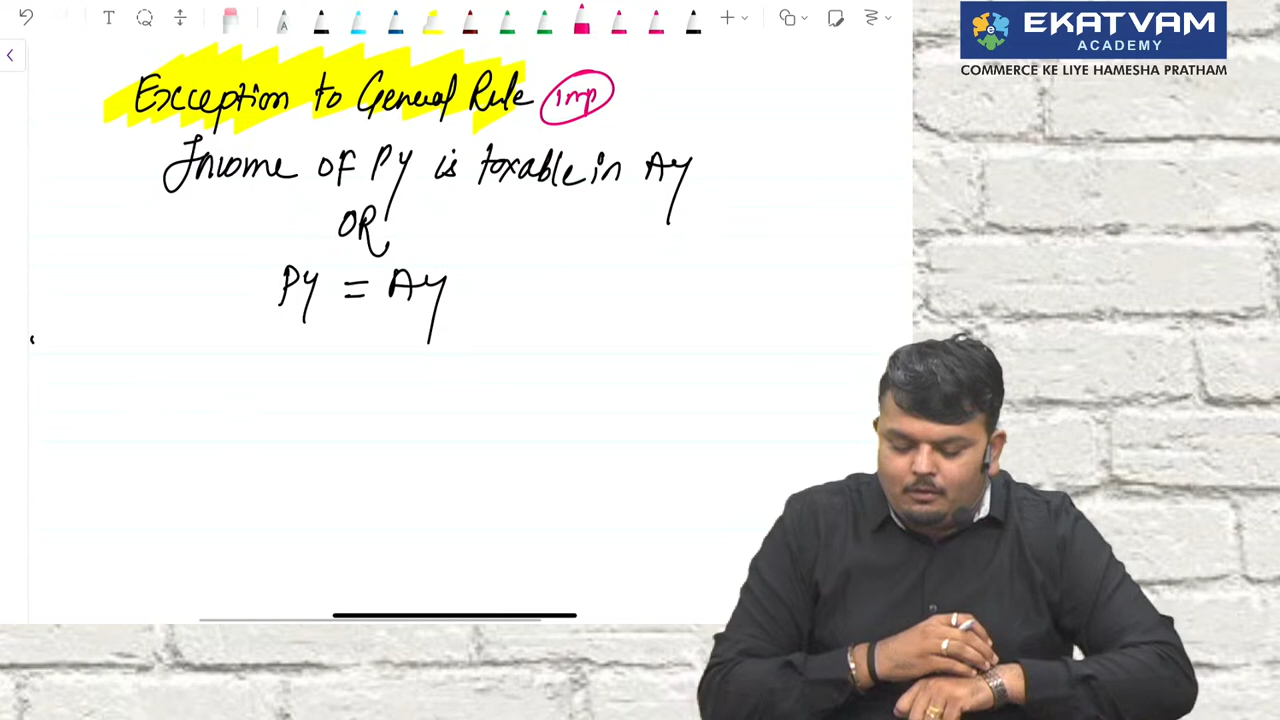 EKATVAM
ACADEMY
COMMERCE KE LIYE HAMESHA PRATHAM
Exception to General Rule imp
Income of PY is taxable in AY
OR
PY = AY